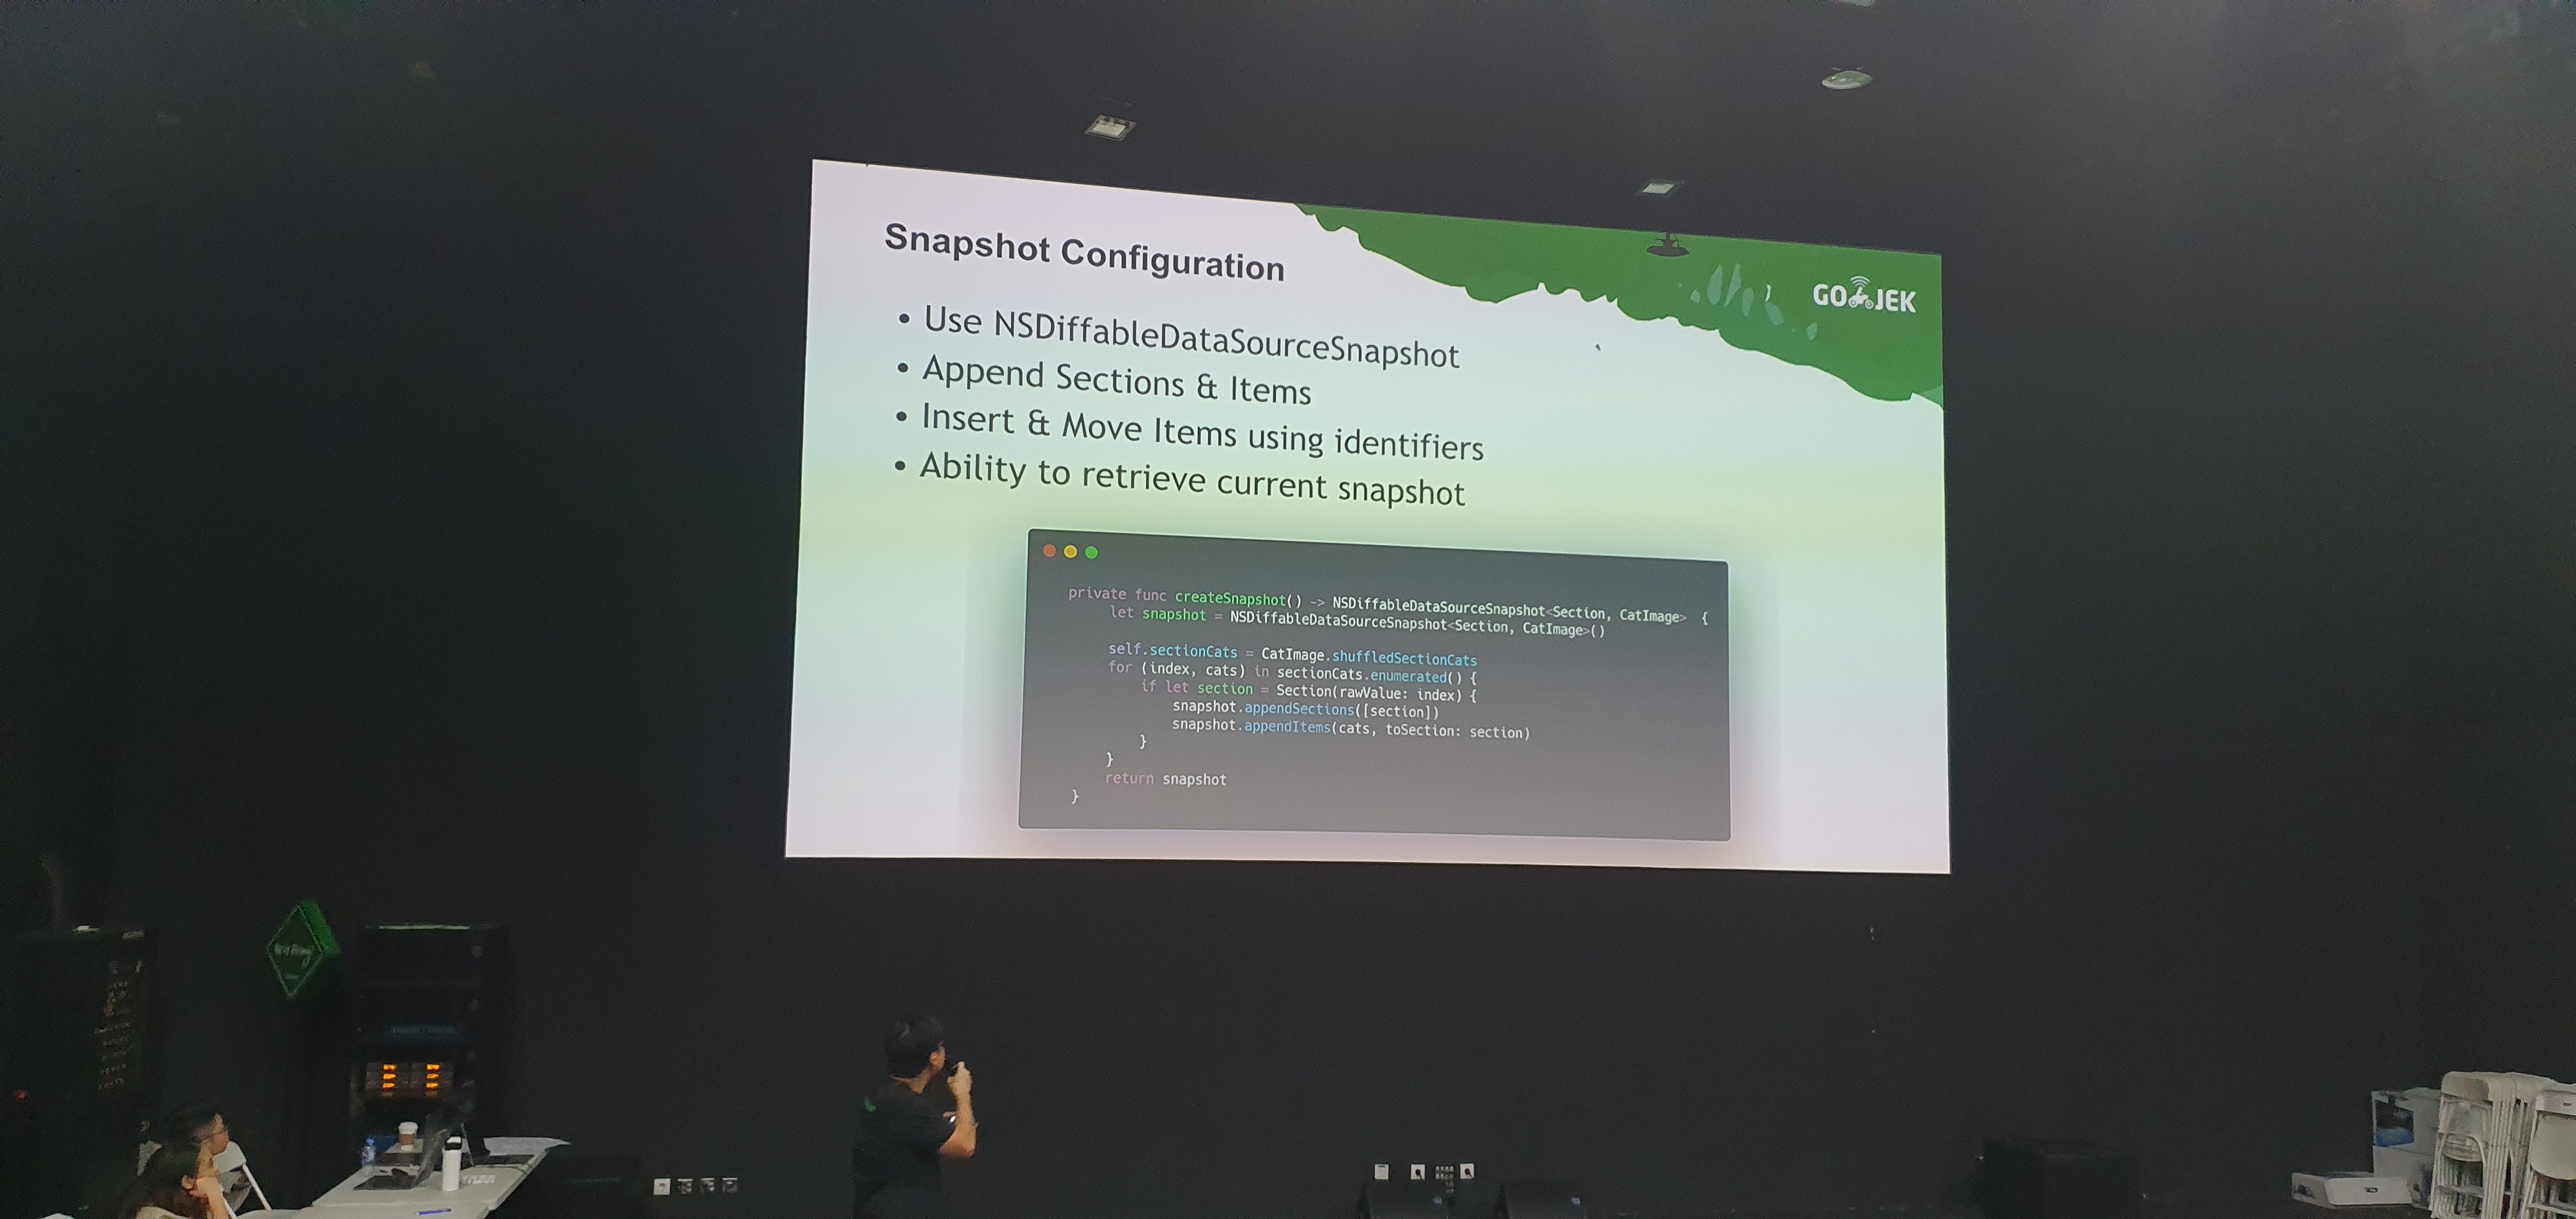 Snapshot Configuration
GO JEK
• Use NSDiffableDataSourceSnapshot
• Append Sections & Items
• Insert & Move Items using identifiers
• Ability to retrieve current snapshot
private func createSnapshot() -> NSDiffableDataSourceSnapshot<Section, CatImage> {
let snapshot = NSDiffableDataSourceSnapshot<Section, CatImage>()
self.sectionCats = CatImage.shuffledSectionCats
for (index, cats) in sectionCats.enumerated() {
if let section = Section(rawValue: index) {
snapshot.appendSections([section])
snapshot.appendItems(cats, toSection: section)
}
}
return snapshot
}